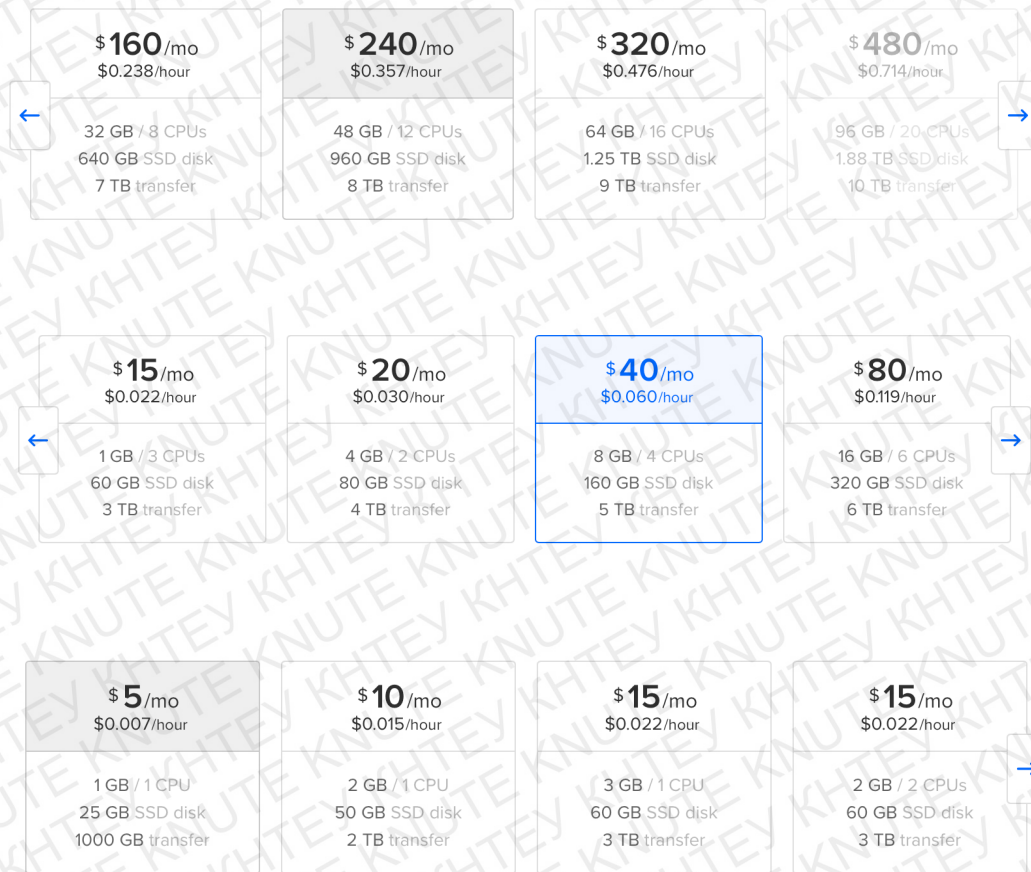 $160/mo $240/mo $320/mo $480/mo
$0.238/hour $0.357/hour $0.476/hour $0.714/hour
32 GB / 8 CPUs 48 GB / 12 CPUs 64 GB / 16 CPUs 96 GB / 20 CPUs
640 GB SSD disk 960 GB SSD disk 1.25 TB SSD disk 1.88 TB SSD disk
7 TB transfer 8 TB transfer 9 TB transfer 10 TB transfer
$15/mo $20/mo $40/mo $80/mo
$0.022/hour $0.030/hour $0.060/hour $0.119/hour
1 GB / 3 CPUs 4 GB / 2 CPUs 8 GB / 4 CPUs 16 GB / 6 CPUs
60 GB SSD disk 80 GB SSD disk 160 GB SSD disk 320 GB SSD disk
3 TB transfer 4 TB transfer 5 TB transfer 6 TB transfer
$5/mo $10/mo $15/mo $15/mo
$0.007/hour $0.015/hour $0.022/hour $0.022/hour
1 GB / 1 CPU 2 GB / 1 CPU 3 GB / 1 CPU 2 GB / 2 CPUs
25 GB SSD disk 50 GB SSD disk 60 GB SSD disk 60 GB SSD disk
1000 GB transfer 2 TB transfer 3 TB transfer 3 TB transfer
KNUTE КНТЕУ